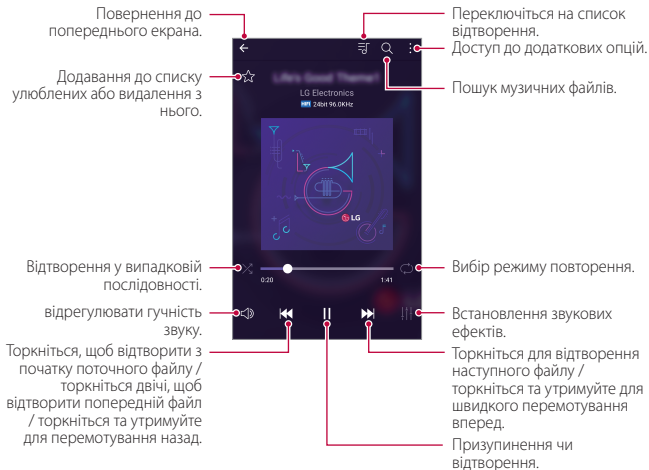 Повернення до
попереднього екрана.
Переключіться на список
відтворення.
Доступ до додаткових опцій.
Додавання до списку
улюблених або видалення з
нього.
Пошук музичних файлів.
Life's Good Theme?
LG Electronics
HiFi 24bit 96.0KHz
LG
Відтворення у випадковій
послідовності.
Вибір режиму повторення.
0:20
1:41
відрегулювати гучність
звуку.
Встановлення звукових
ефектів.
Торкніться, щоб відтворити з
початку поточного файлу /
торкніться двічі, щоб
відтворити попередній файл
/ торкніться та утримуйте
для перемотування назад.
Торкніться для відтворення
наступного файлу /
торкніться та утримуйте для
швидкого перемотування
вперед.
Призупинення чи
відтворення.